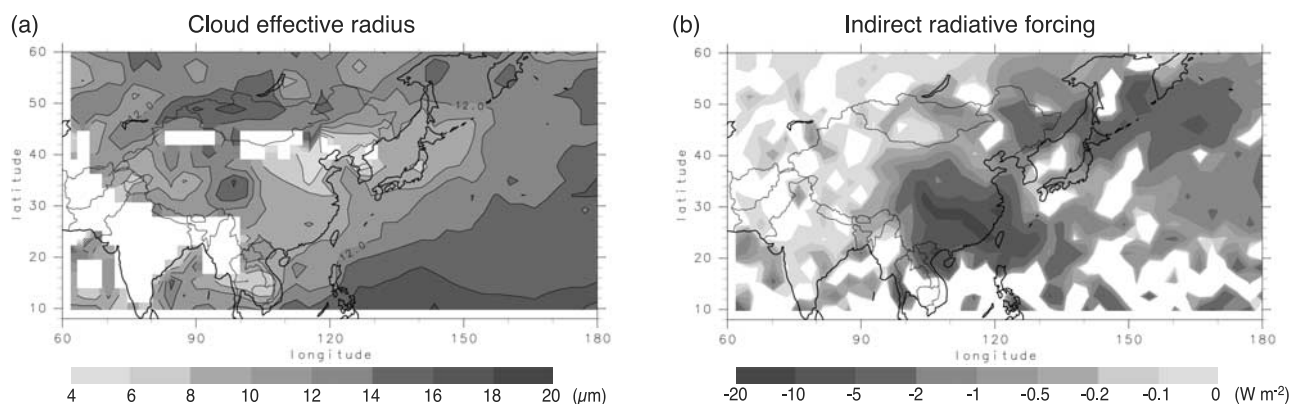 (a) Cloud effective radius
60
50
40
30
20
10
latitude
60 90 120 150 180
longitude
12.0
12.0
4 6 8 10 12 14 16 18 20 (μm)
(b) Indirect radiative forcing
60
50
40
30
20
10
latitude
60 90 120 150 180
longitude
-20 -10 -5 -2 -1 -0.5 -0.2 -0.1 0 (W m⁻²)